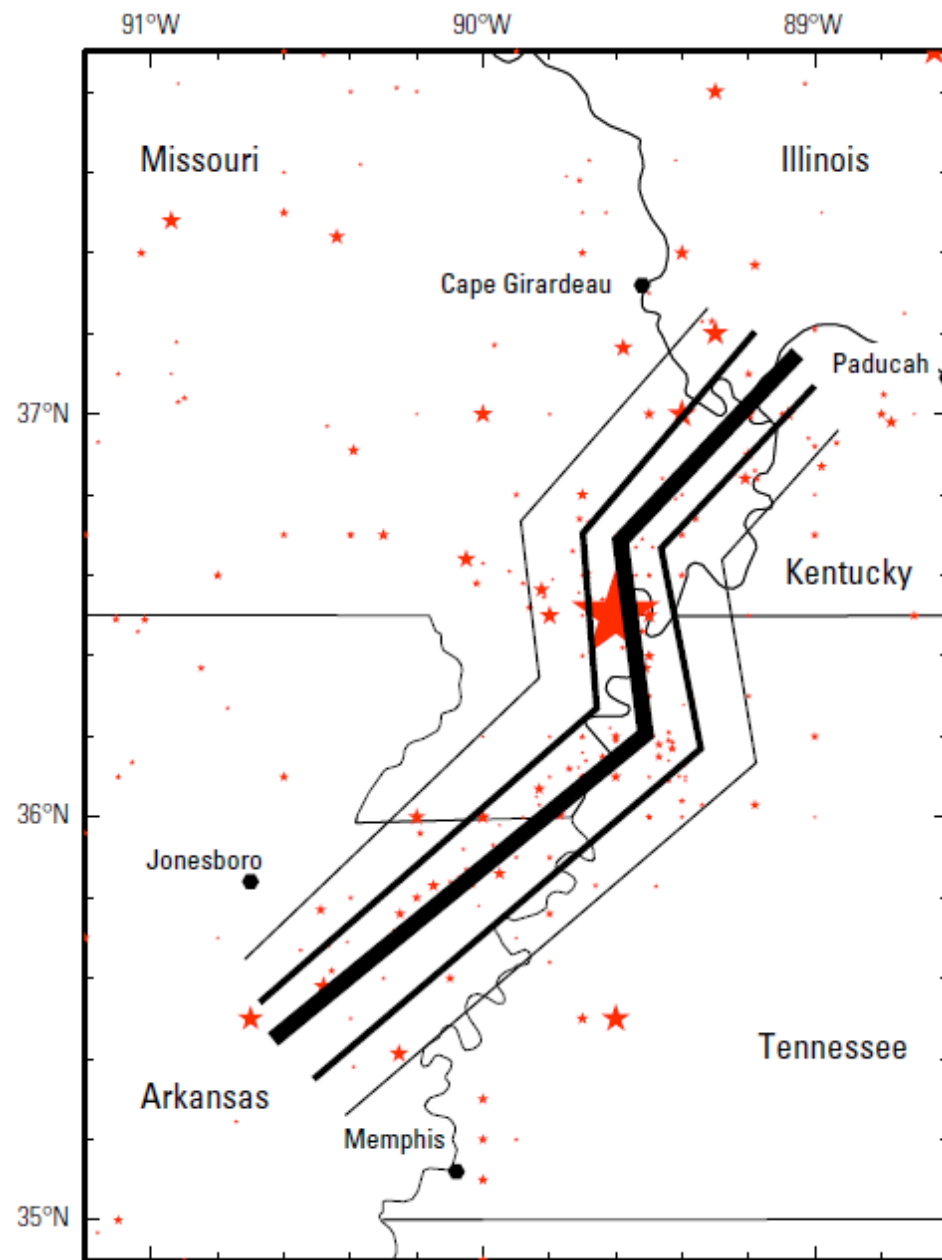 91°W 90°W 89°W
Missouri Illinois
Cape Girardeau
Paducah
37°N
Kentucky
36°N
Jonesboro
Tennessee
Arkansas
Memphis
35°N